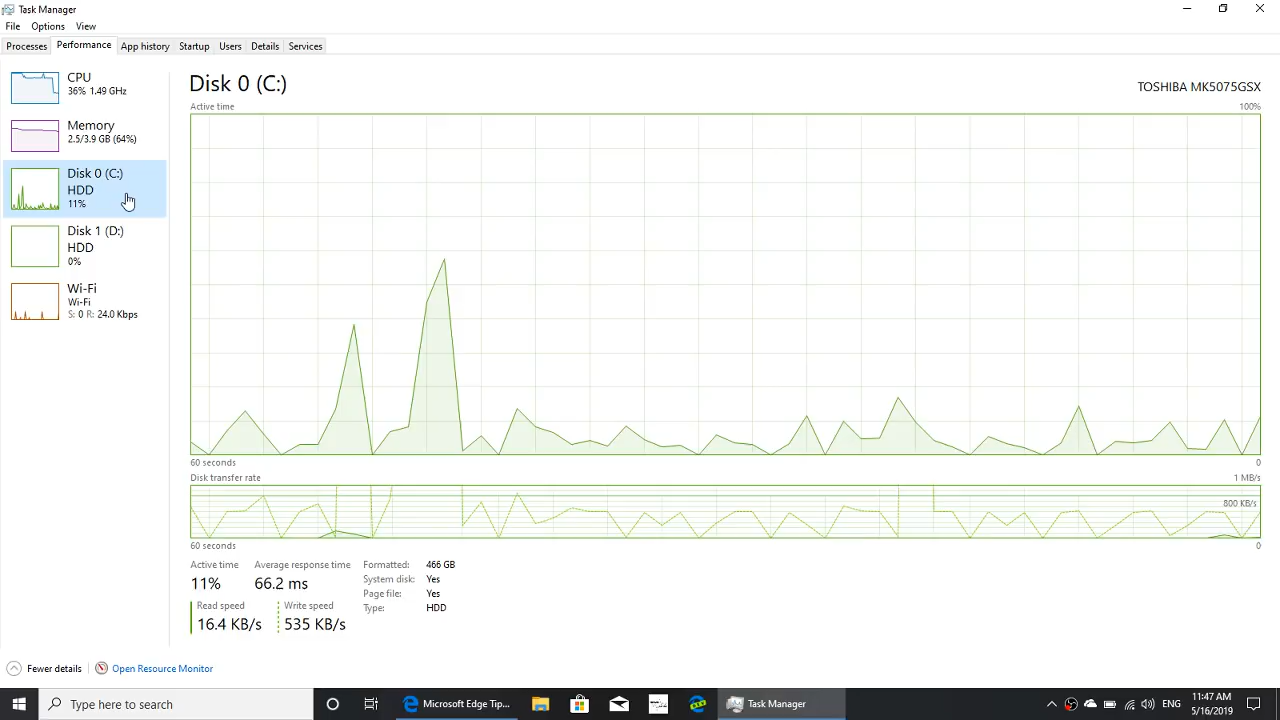 Task Manager
File Options View
Processes Performance App history Startup Users Details Services
CPU
36% 1.49 GHz
Memory
2.5/3.9 GB (64%)
Disk 0 (C:)
HDD
11%
Disk 1 (D:)
HDD
0%
Wi-Fi
Wi-Fi
S: 0 R: 24.0 Kbps
Disk 0 (C:)
TOSHIBA MK5075GSX
Active time 100%
60 seconds 0
Disk transfer rate 1 MB/s
800 KB/s
60 seconds 0
Active time
11%
Average response time
66.2 ms
Read speed
16.4 KB/s
Write speed
535 KB/s
Formatted: 466 GB
System disk: Yes
Page file: Yes
Type: HDD
Fewer details Open Resource Monitor
Type here to search
Microsoft Edge Tip...
Task Manager
ENG
11:47 AM
5/16/2019